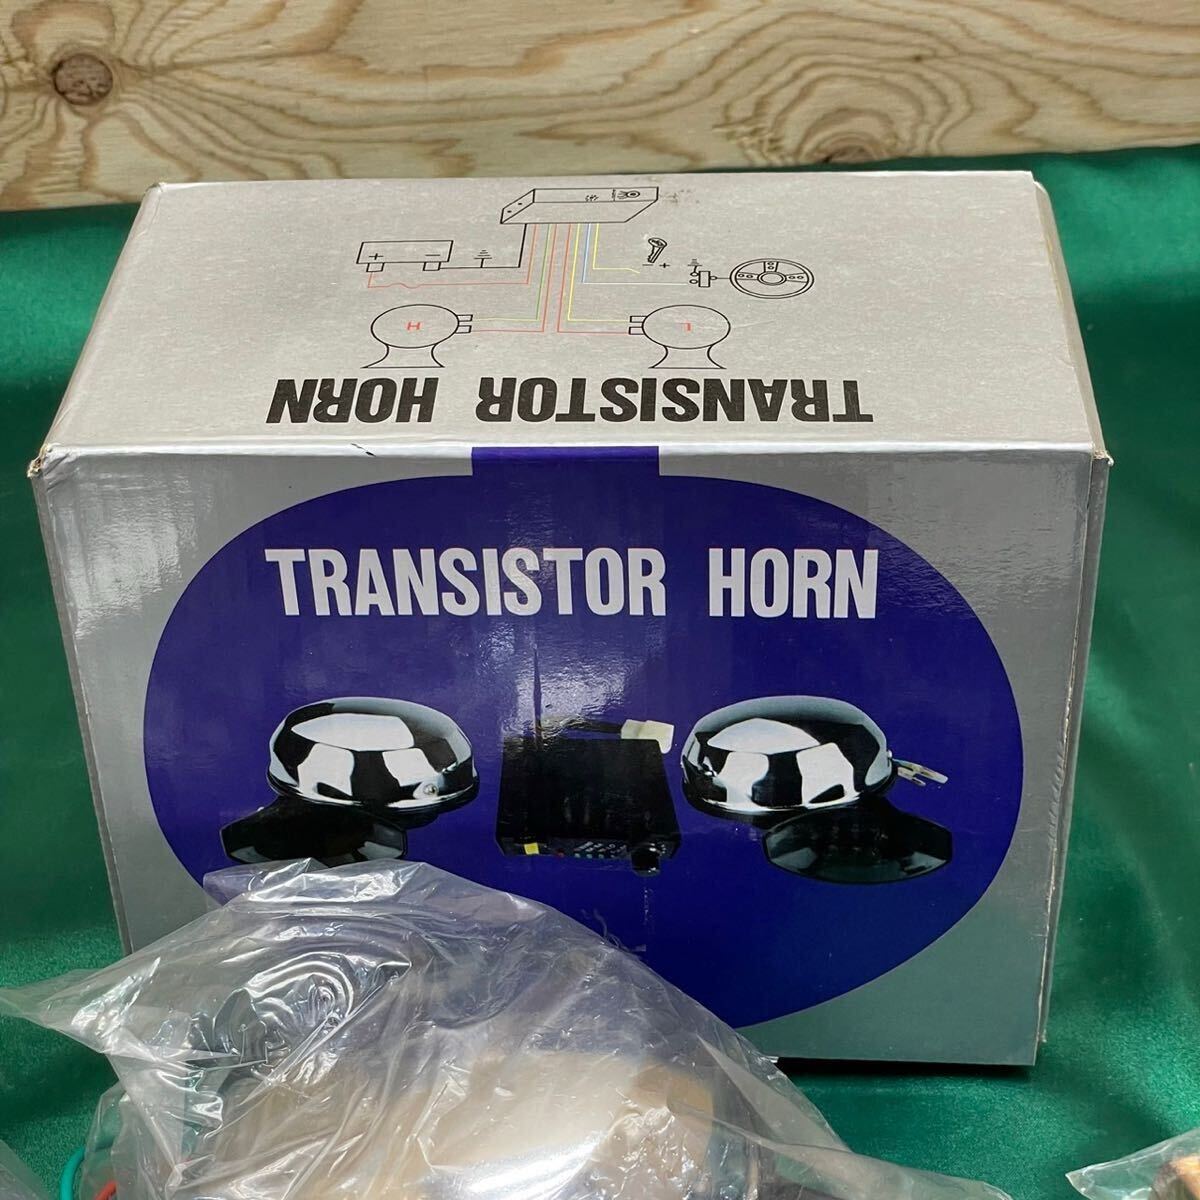 + −
− +
H
L
TRANSISTOR HORN
TRANSISTOR HORN